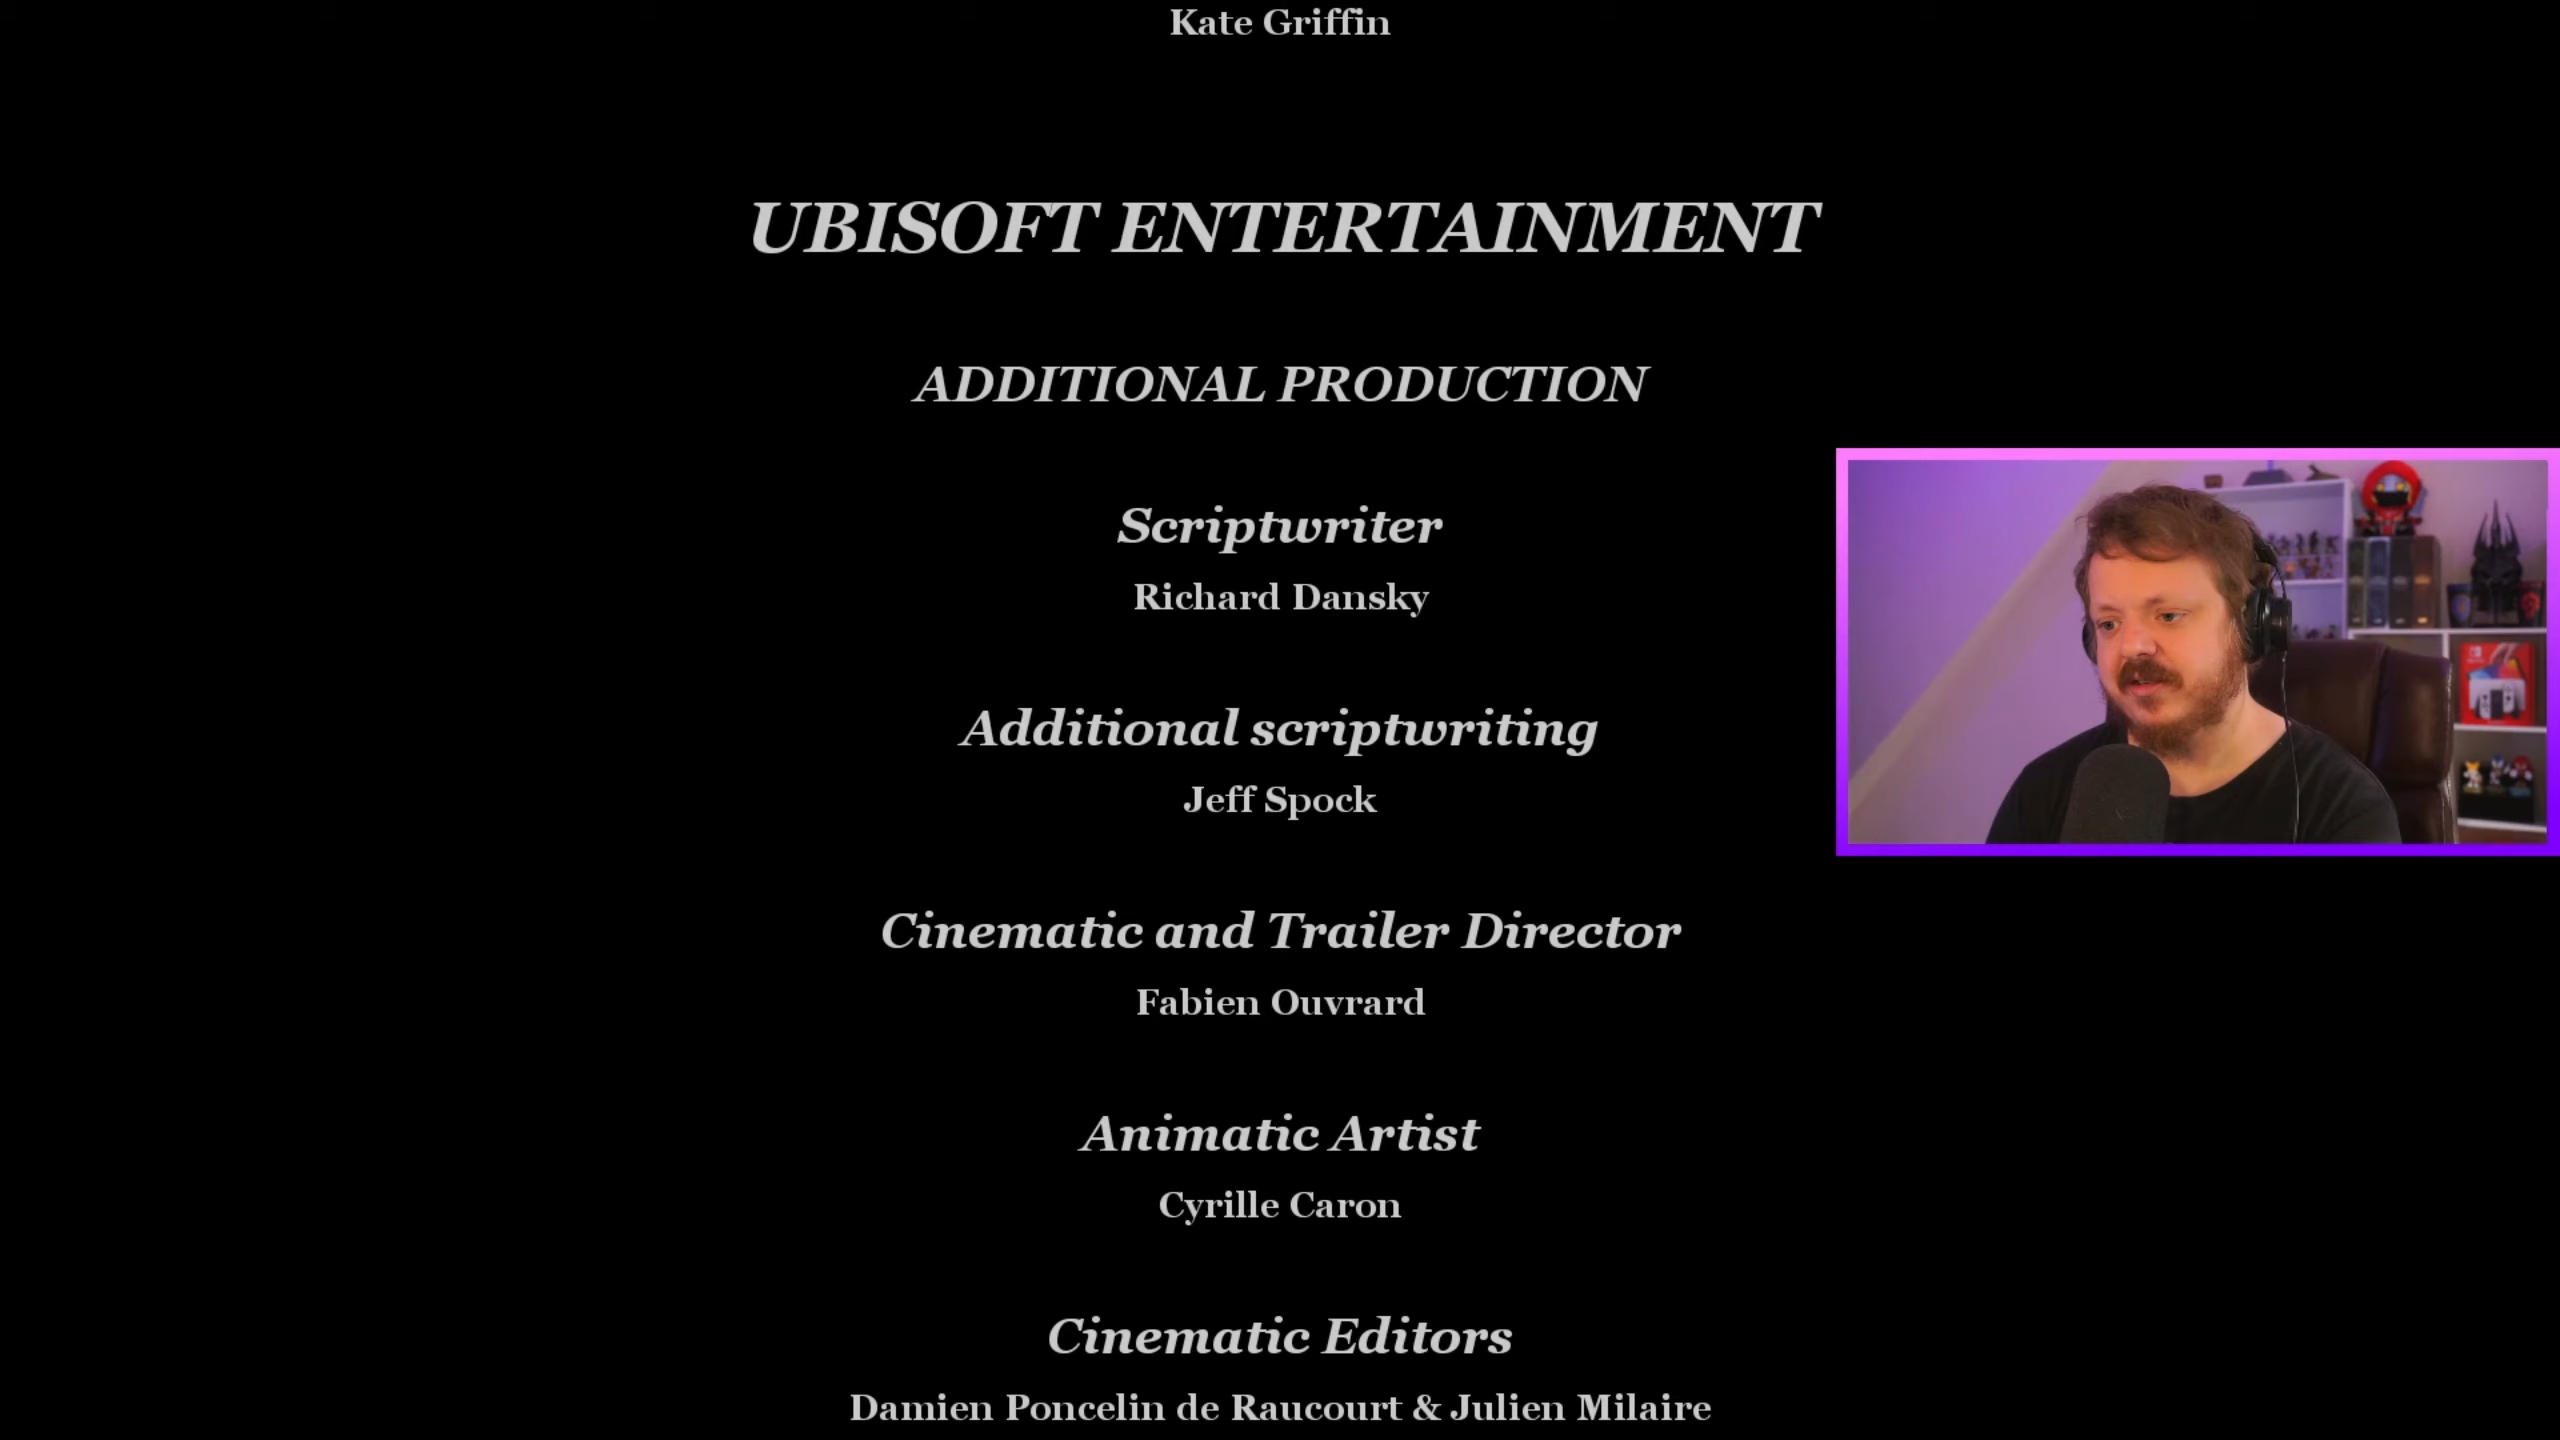 Kate Griffin
UBISOFT ENTERTAINMENT
ADDITIONAL PRODUCTION
Scriptwriter
Richard Dansky
Additional scriptwriting
Jeff Spock
Cinematic and Trailer Director
Fabien Ouvrard
Animatic Artist
Cyrille Caron
Cinematic Editors
Damien Poncelin de Raucourt & Julien Milaire